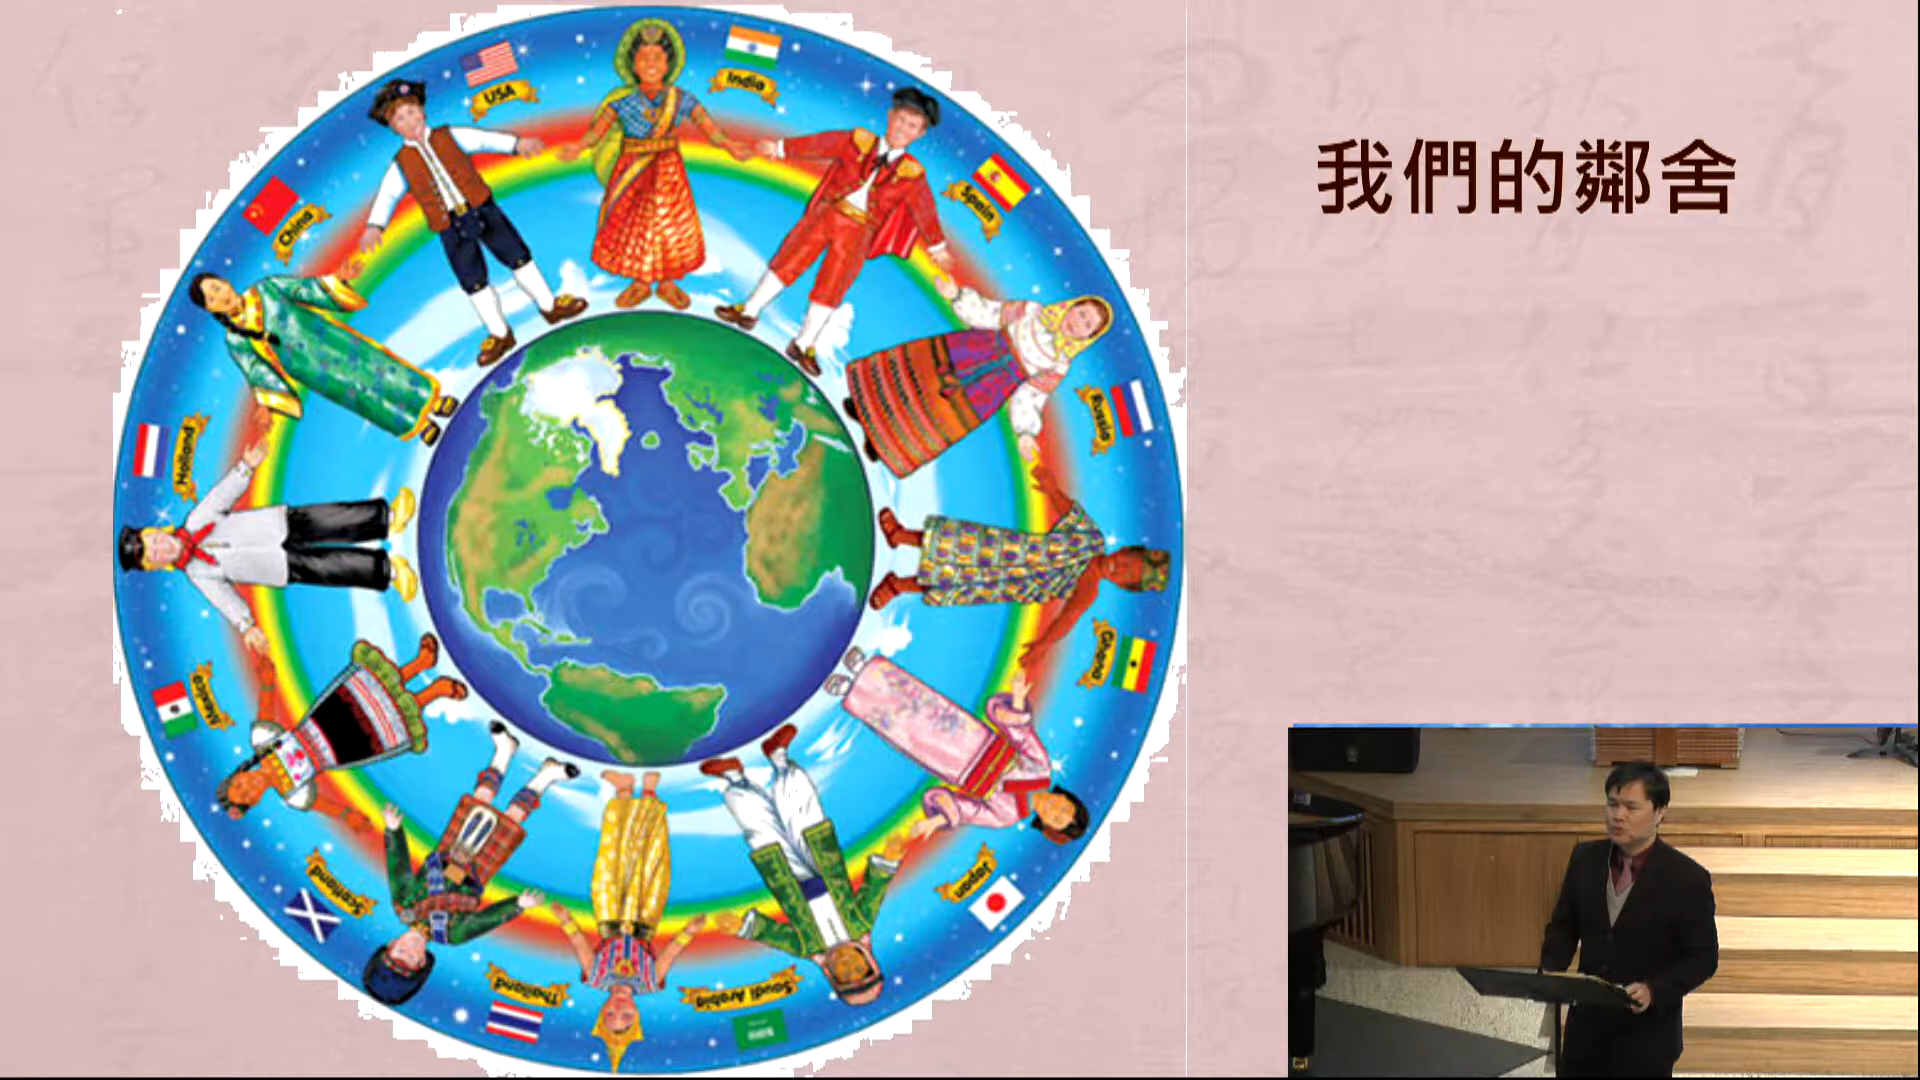 我們的鄰舍
USA
India
Spain
Russia
Ghana
Japan
Saudi Arabia
Thailand
Scotland
Mexico
Holland
China